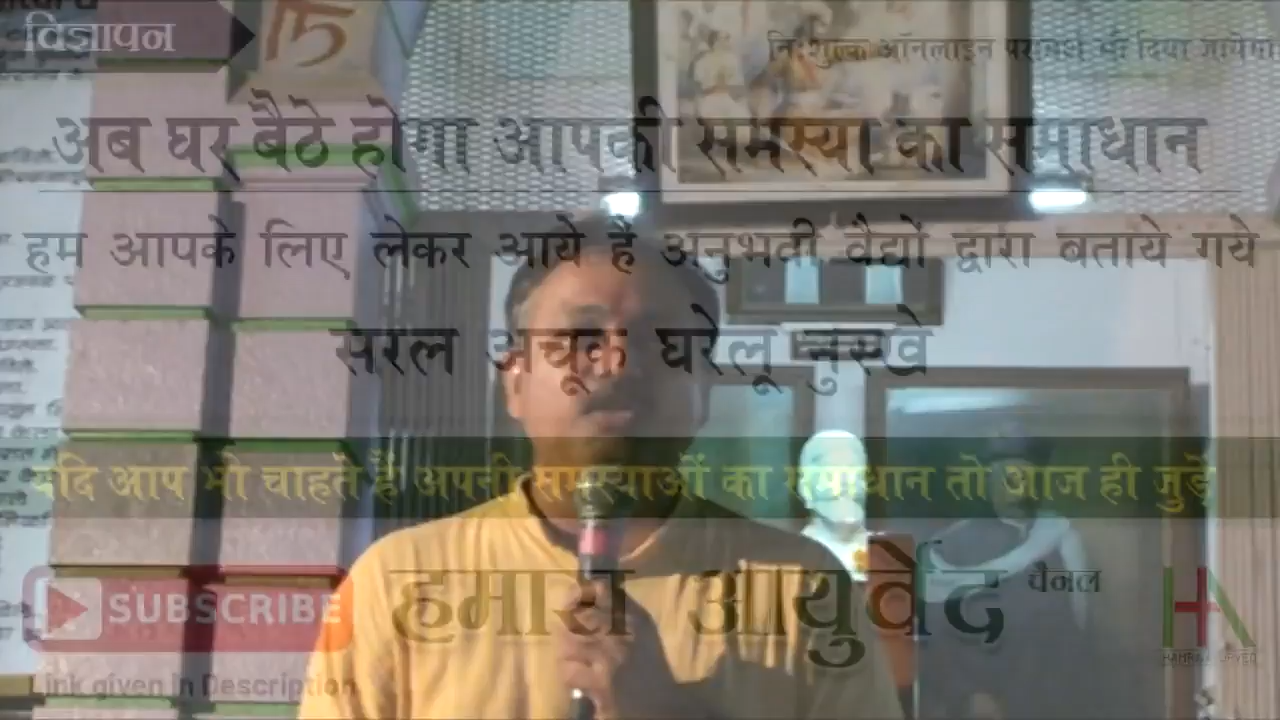 विज्ञापन
निःशुल्क ऑनलाइन परामर्श भी दिया जायेगा
अब घर बैठे होगा आपकी समस्या का समाधान
हम आपके लिए लेकर आये हैं अनुभवी वैद्यों द्वारा बताये गये
सरल अचूक घरेलू नुस्खे
यदि आप भी चाहते हैं अपनी समस्याओं का समाधान तो आज ही जुड़ें
हमारा आयुर्वेद चैनल
SUBSCRIBE
Link given in Description